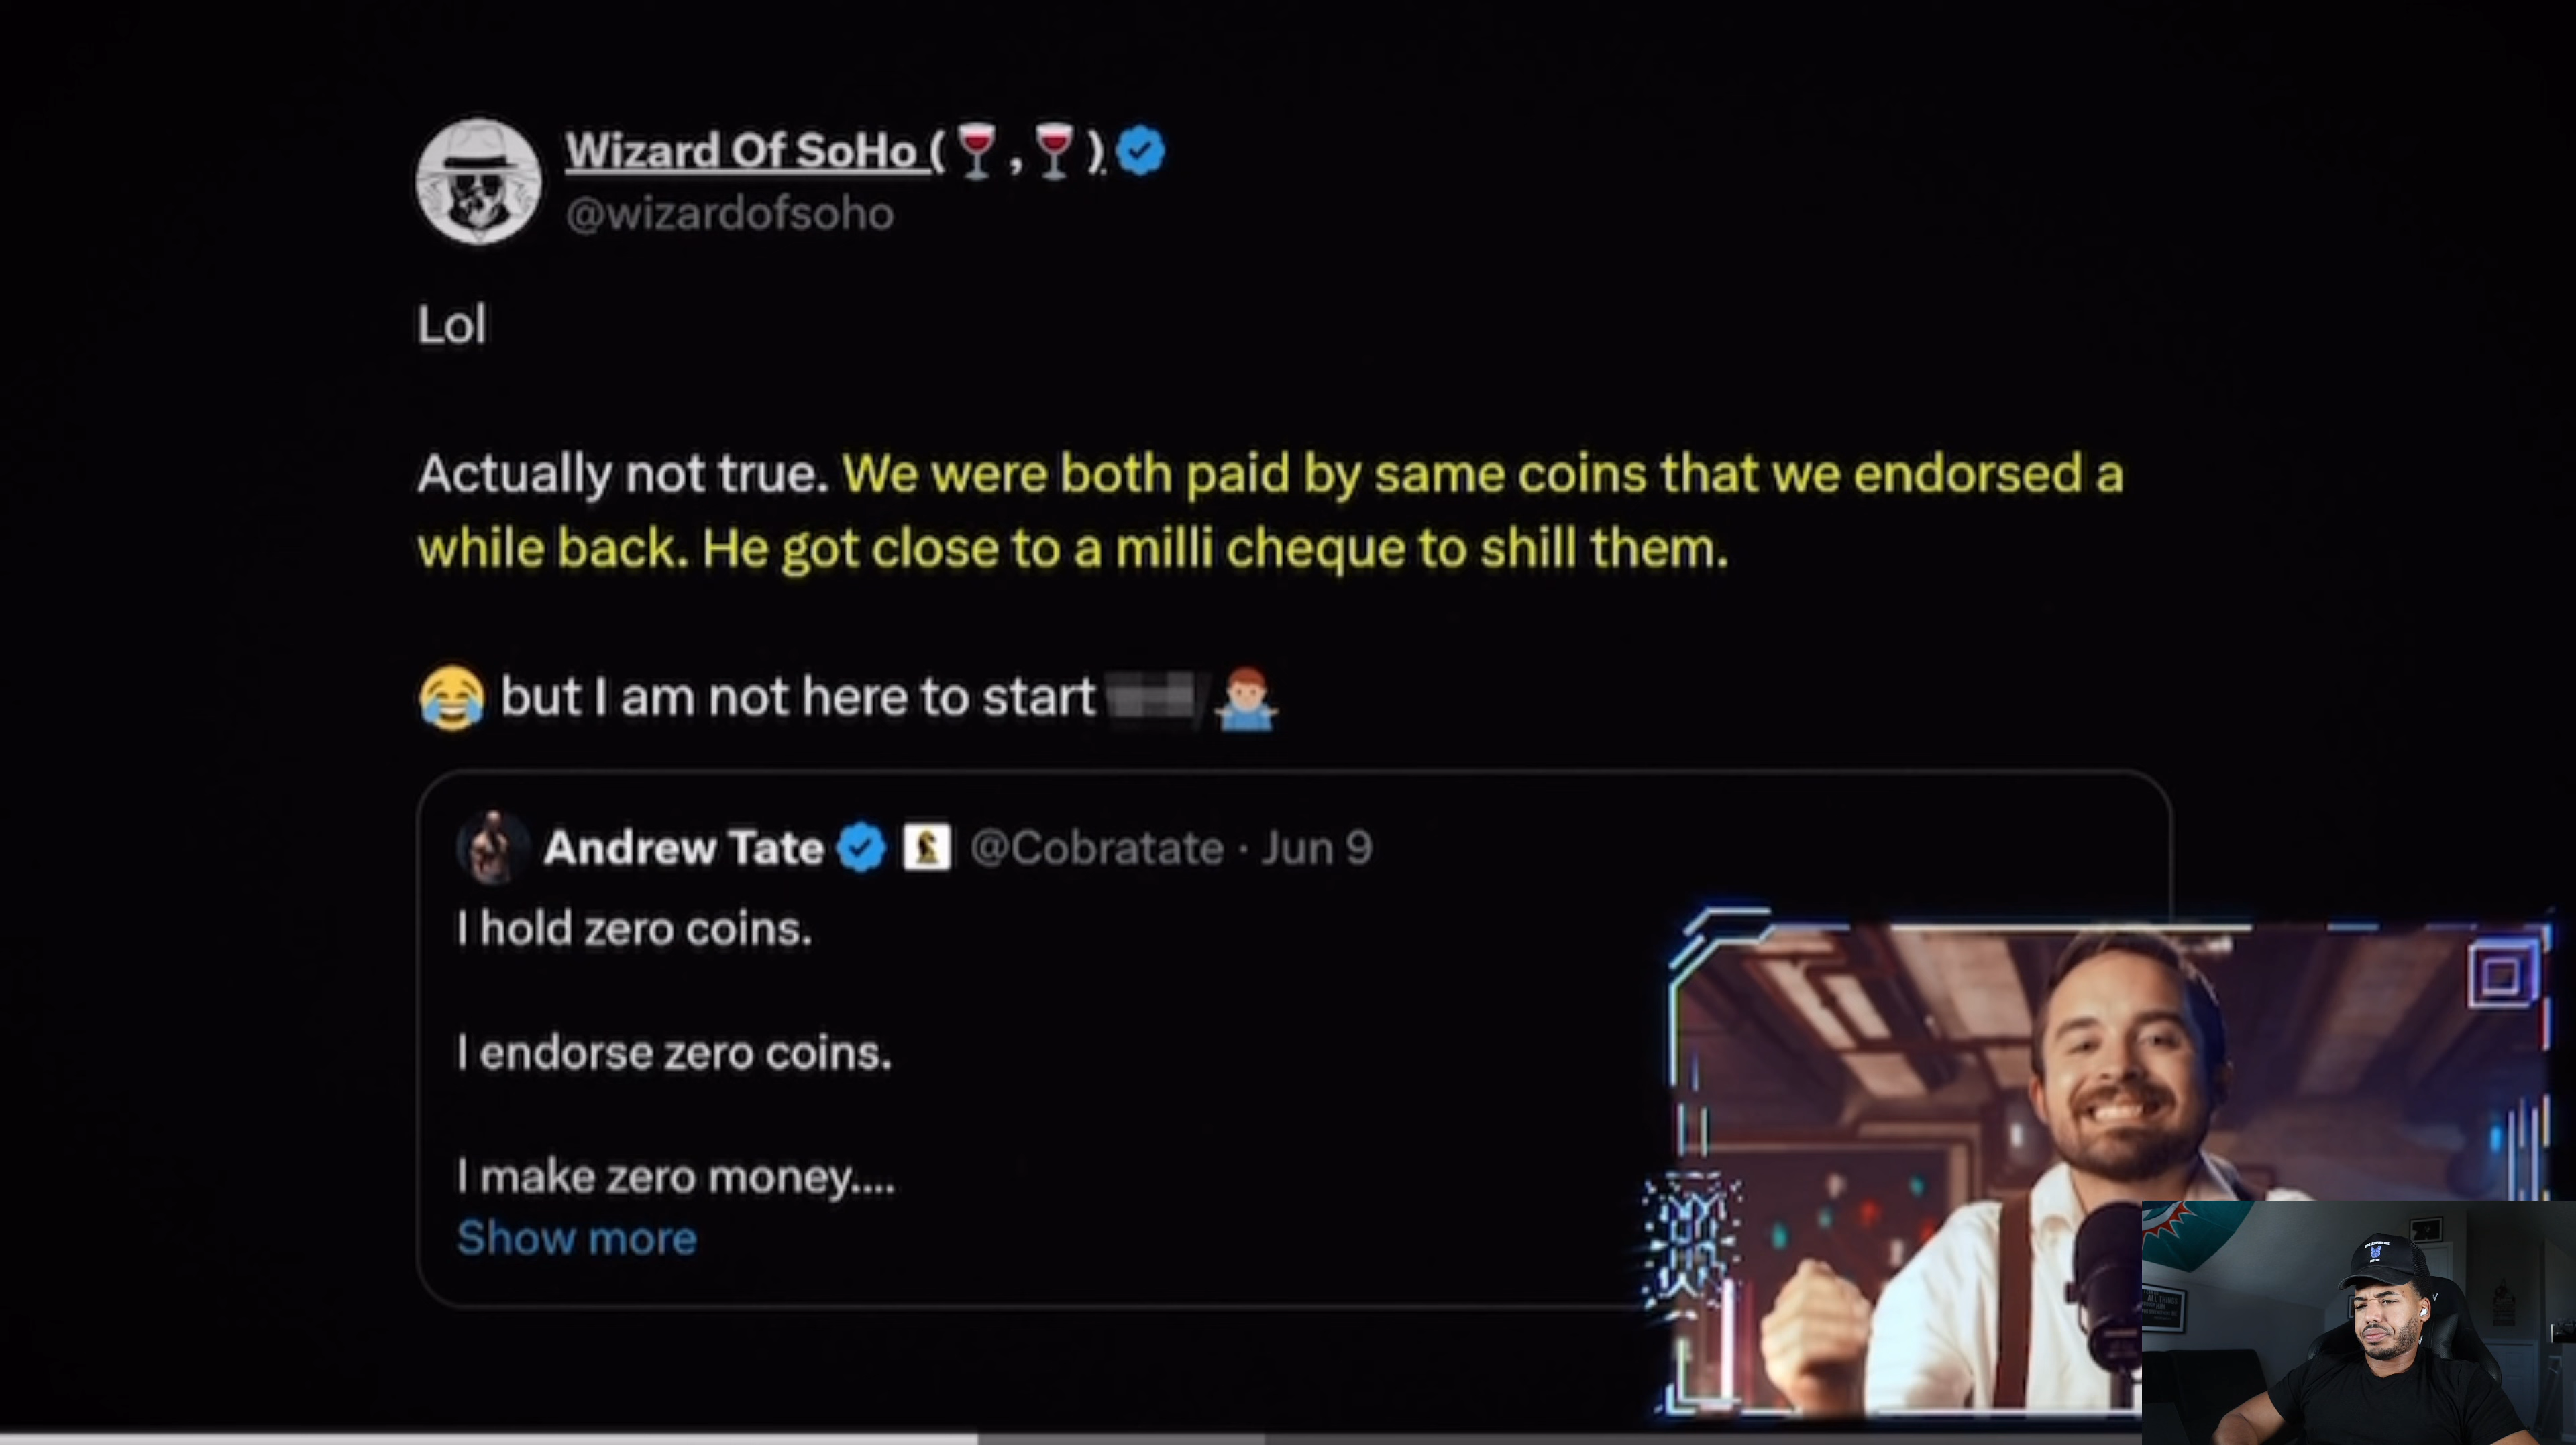 Wizard Of SoHo (🍷,🍷)
@wizardofsoho
Lol
Actually not true. We were both paid by same coins that we endorsed a
while back. He got close to a milli cheque to shill them.
😂 but I am not here to start 🤷‍♂️
Andrew Tate @Cobratate · Jun 9
I hold zero coins.
I endorse zero coins.
I make zero money....
Show more